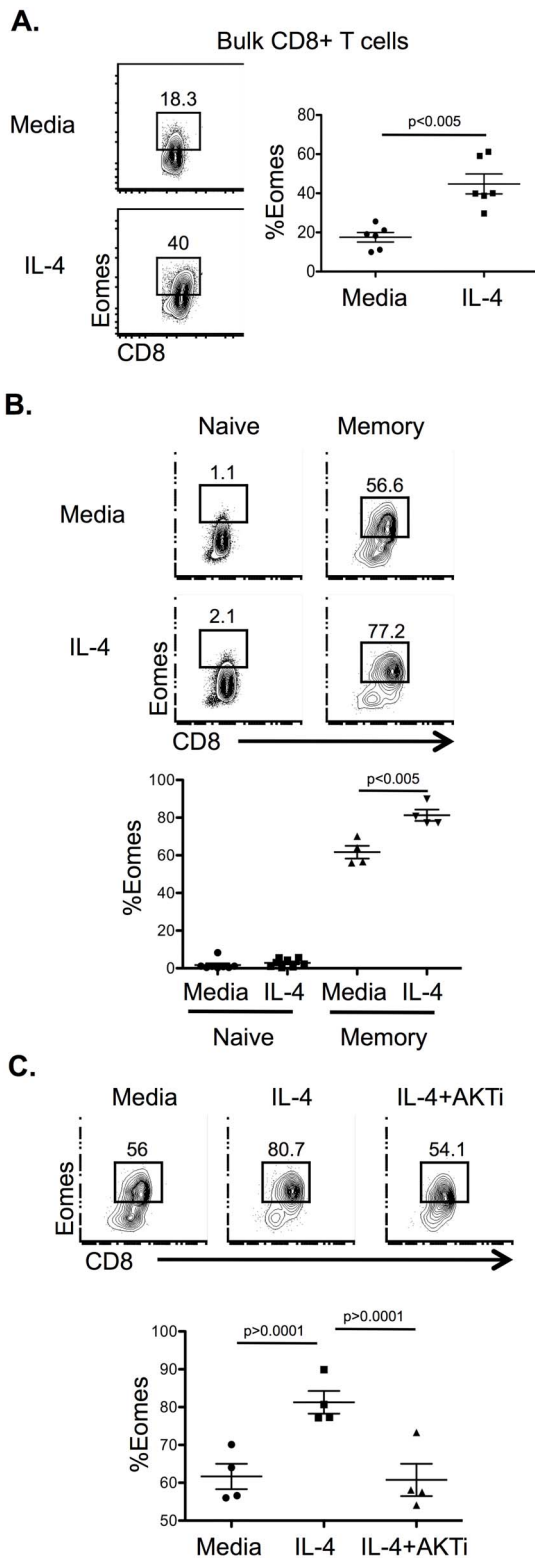 A.
Bulk CD8+ T cells
Media
18.3
IL-4
40
Eomes
CD8
%Eomes
80
60
40
20
0
p<0.005
Media IL-4
B.
Naive Memory
Media
1.1 56.6
IL-4
2.1 77.2
Eomes
CD8
%Eomes
100
80
60
40
20
0
p<0.005
Media IL-4 Media IL-4
Naive Memory
C.
Media IL-4 IL-4+AKTi
56 80.7 54.1
Eomes
CD8
%Eomes
100
90
80
70
60
50
p>0.0001 p>0.0001
Media IL-4 IL-4+AKTi